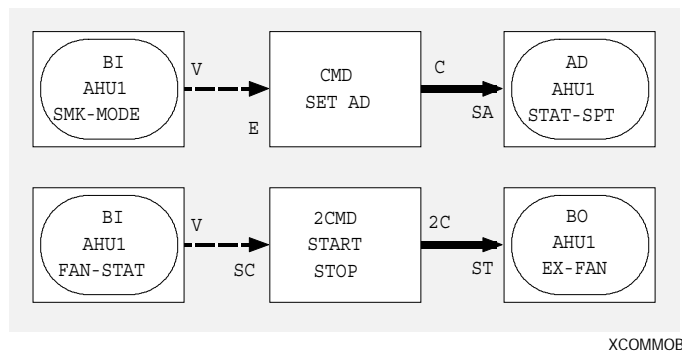 BI
AHU1
SMK-MODE
V
E
CMD
SET AD
C
SA
AD
AHU1
STAT-SPT
BI
AHU1
FAN-STAT
V
SC
2CMD
START
STOP
2C
ST
BO
AHU1
EX-FAN
XCOMMOB